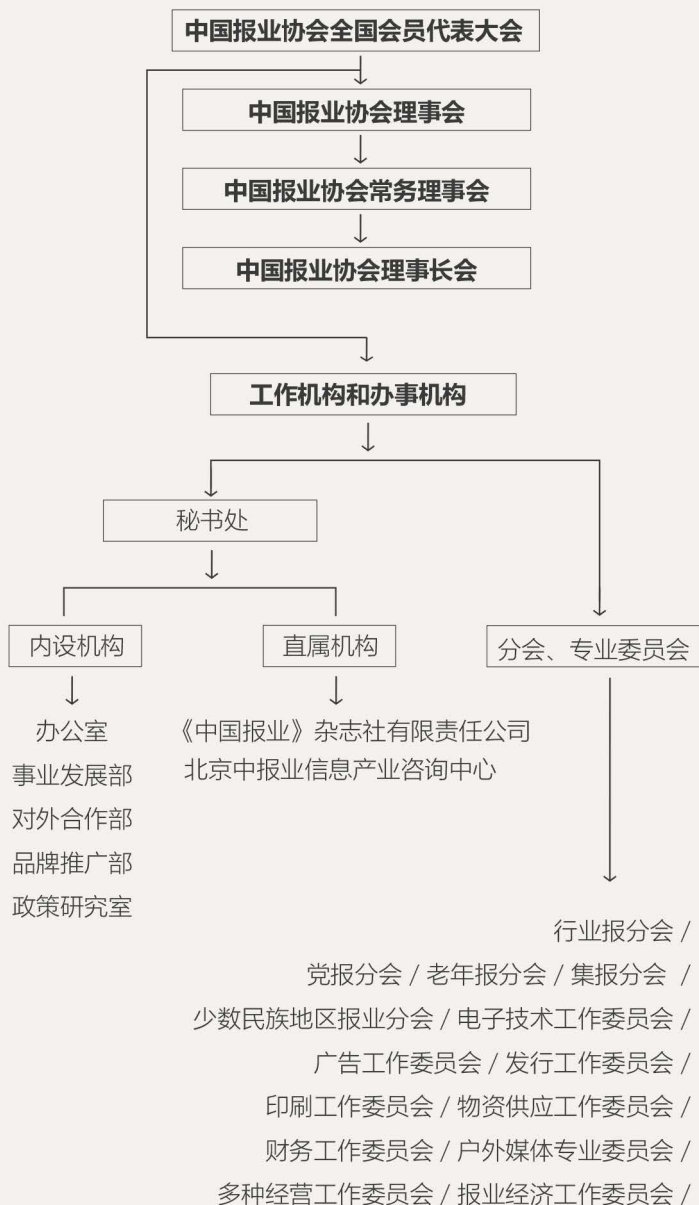 中国报业协会全国会员代表大会
中国报业协会理事会
中国报业协会常务理事会
中国报业协会理事长会
工作机构和办事机构
秘书处
内设机构
直属机构
分会、专业委员会
办公室
事业发展部
对外合作部
品牌推广部
政策研究室
《中国报业》杂志社有限责任公司
北京中报业信息产业咨询中心
行业报分会 /
党报分会 / 老年报分会 / 集报分会 /
少数民族地区报业分会 / 电子技术工作委员会 /
广告工作委员会 / 发行工作委员会 /
印刷工作委员会 / 物资供应工作委员会 /
财务工作委员会 / 户外媒体专业委员会 /
多种经营工作委员会 / 报业经济工作委员会 /